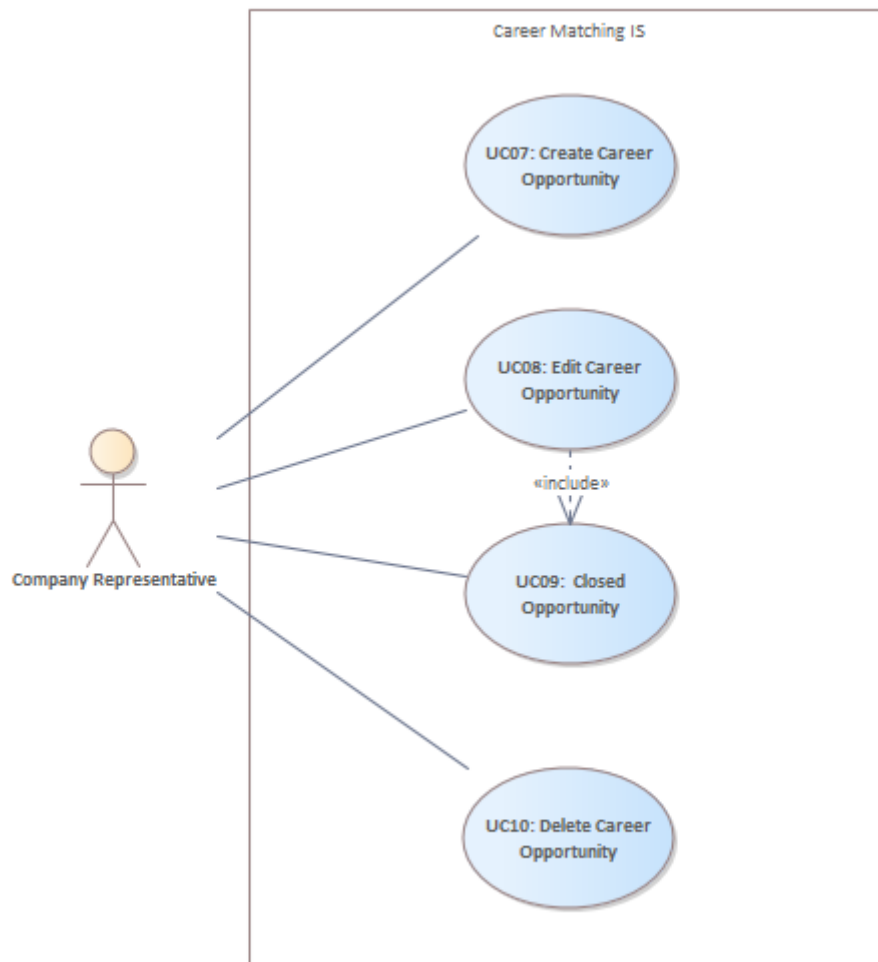 Career Matching IS
UC07: Create Career
Opportunity
UC08: Edit Career
Opportunity
«include»
Company Representative
UC09:  Closed
Opportunity
UC10: Delete Career
Opportunity